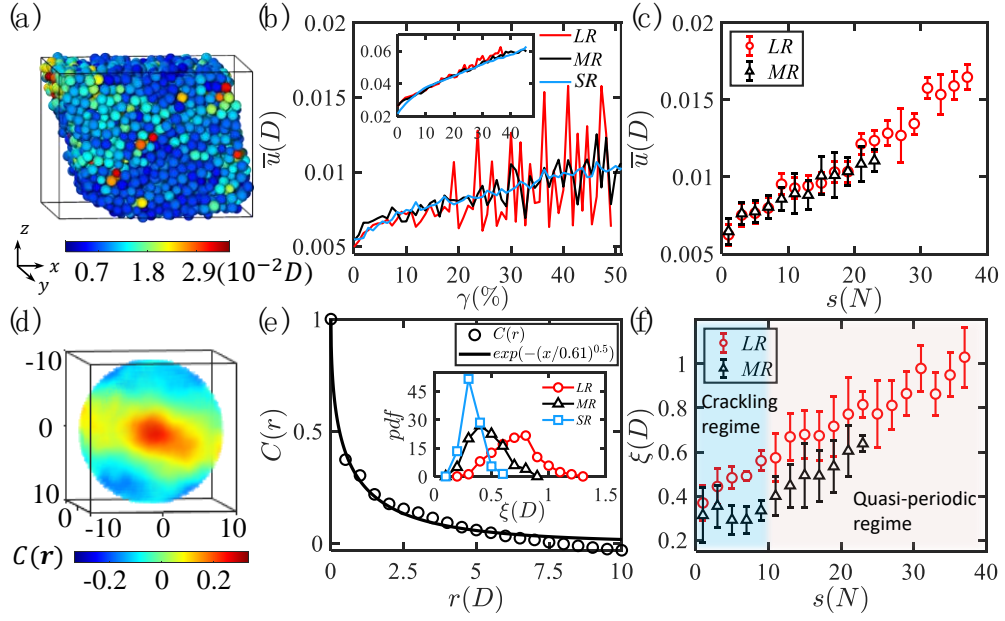 (a)
z
x
y
0.7 1.8 2.9(10⁻²D)
(b)
0.02
0.015
0.01
0.005
u̅(D)
0 10 20 30 40 50
γ(%)
LR
MR
SR
0.06
0.04
0.02
0 10 20 30 40
(c)
0.02
0.015
0.01
0.005
u̅(D)
0 10 20 30 40
s(N)
LR
MR
(d)
-10
0
10
0 -10 0 10
C(r)
-0.2 0 0.2
(e)
1
0.5
0
C(r)
0 2.5 5 7.5 10
r(D)
C(r)
exp(−(x/0.61)^0.5)
45
30
15
0
pdf
0 0.5 1 1.5
ξ(D)
LR
MR
SR
(f)
1
0.8
0.6
0.4
0.2
ξ(D)
0 10 20 30 40
s(N)
LR
MR
Crackling
regime
Quasi-periodic
regime